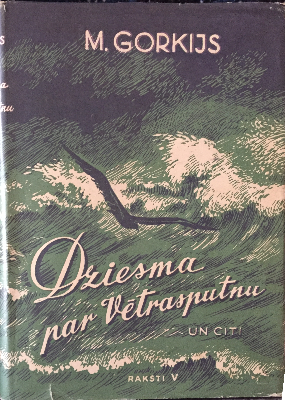 M. GORKIJS
Dziesma
par Vētrasputnu
UN CITI
RAKSTI V